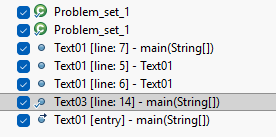 Problem_set_1
Problem_set_1
Text01 [line: 7] - main(String[])
Text01 [line: 5] - Text01
Text01 [line: 6] - Text01
Text03 [line: 14] - main(String[])
Text01 [entry] - main(String[])